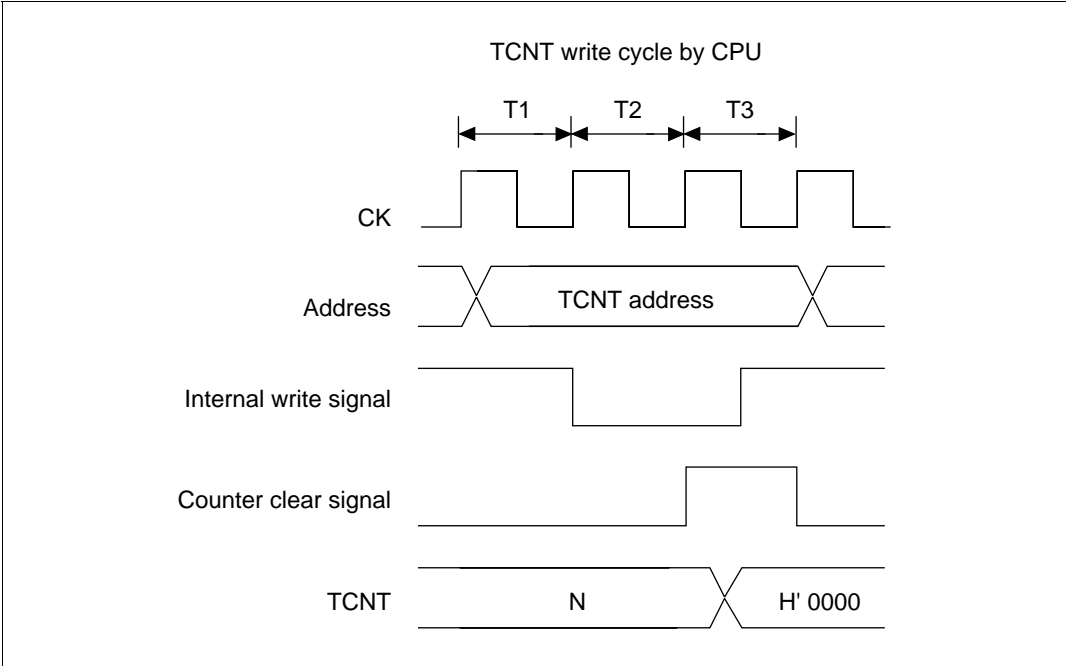 TCNT write cycle by CPU
T1 T2 T3
CK
Address TCNT address
Internal write signal
Counter clear signal
TCNT N H' 0000